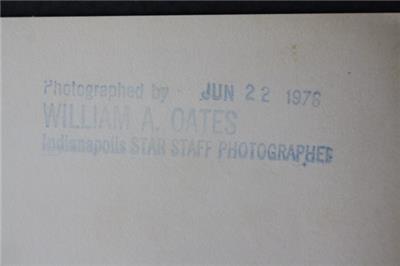 Photographed by JUN 22 1976
WILLIAM A. OATES
Indianapolis STAR STAFF PHOTOGRAPHER